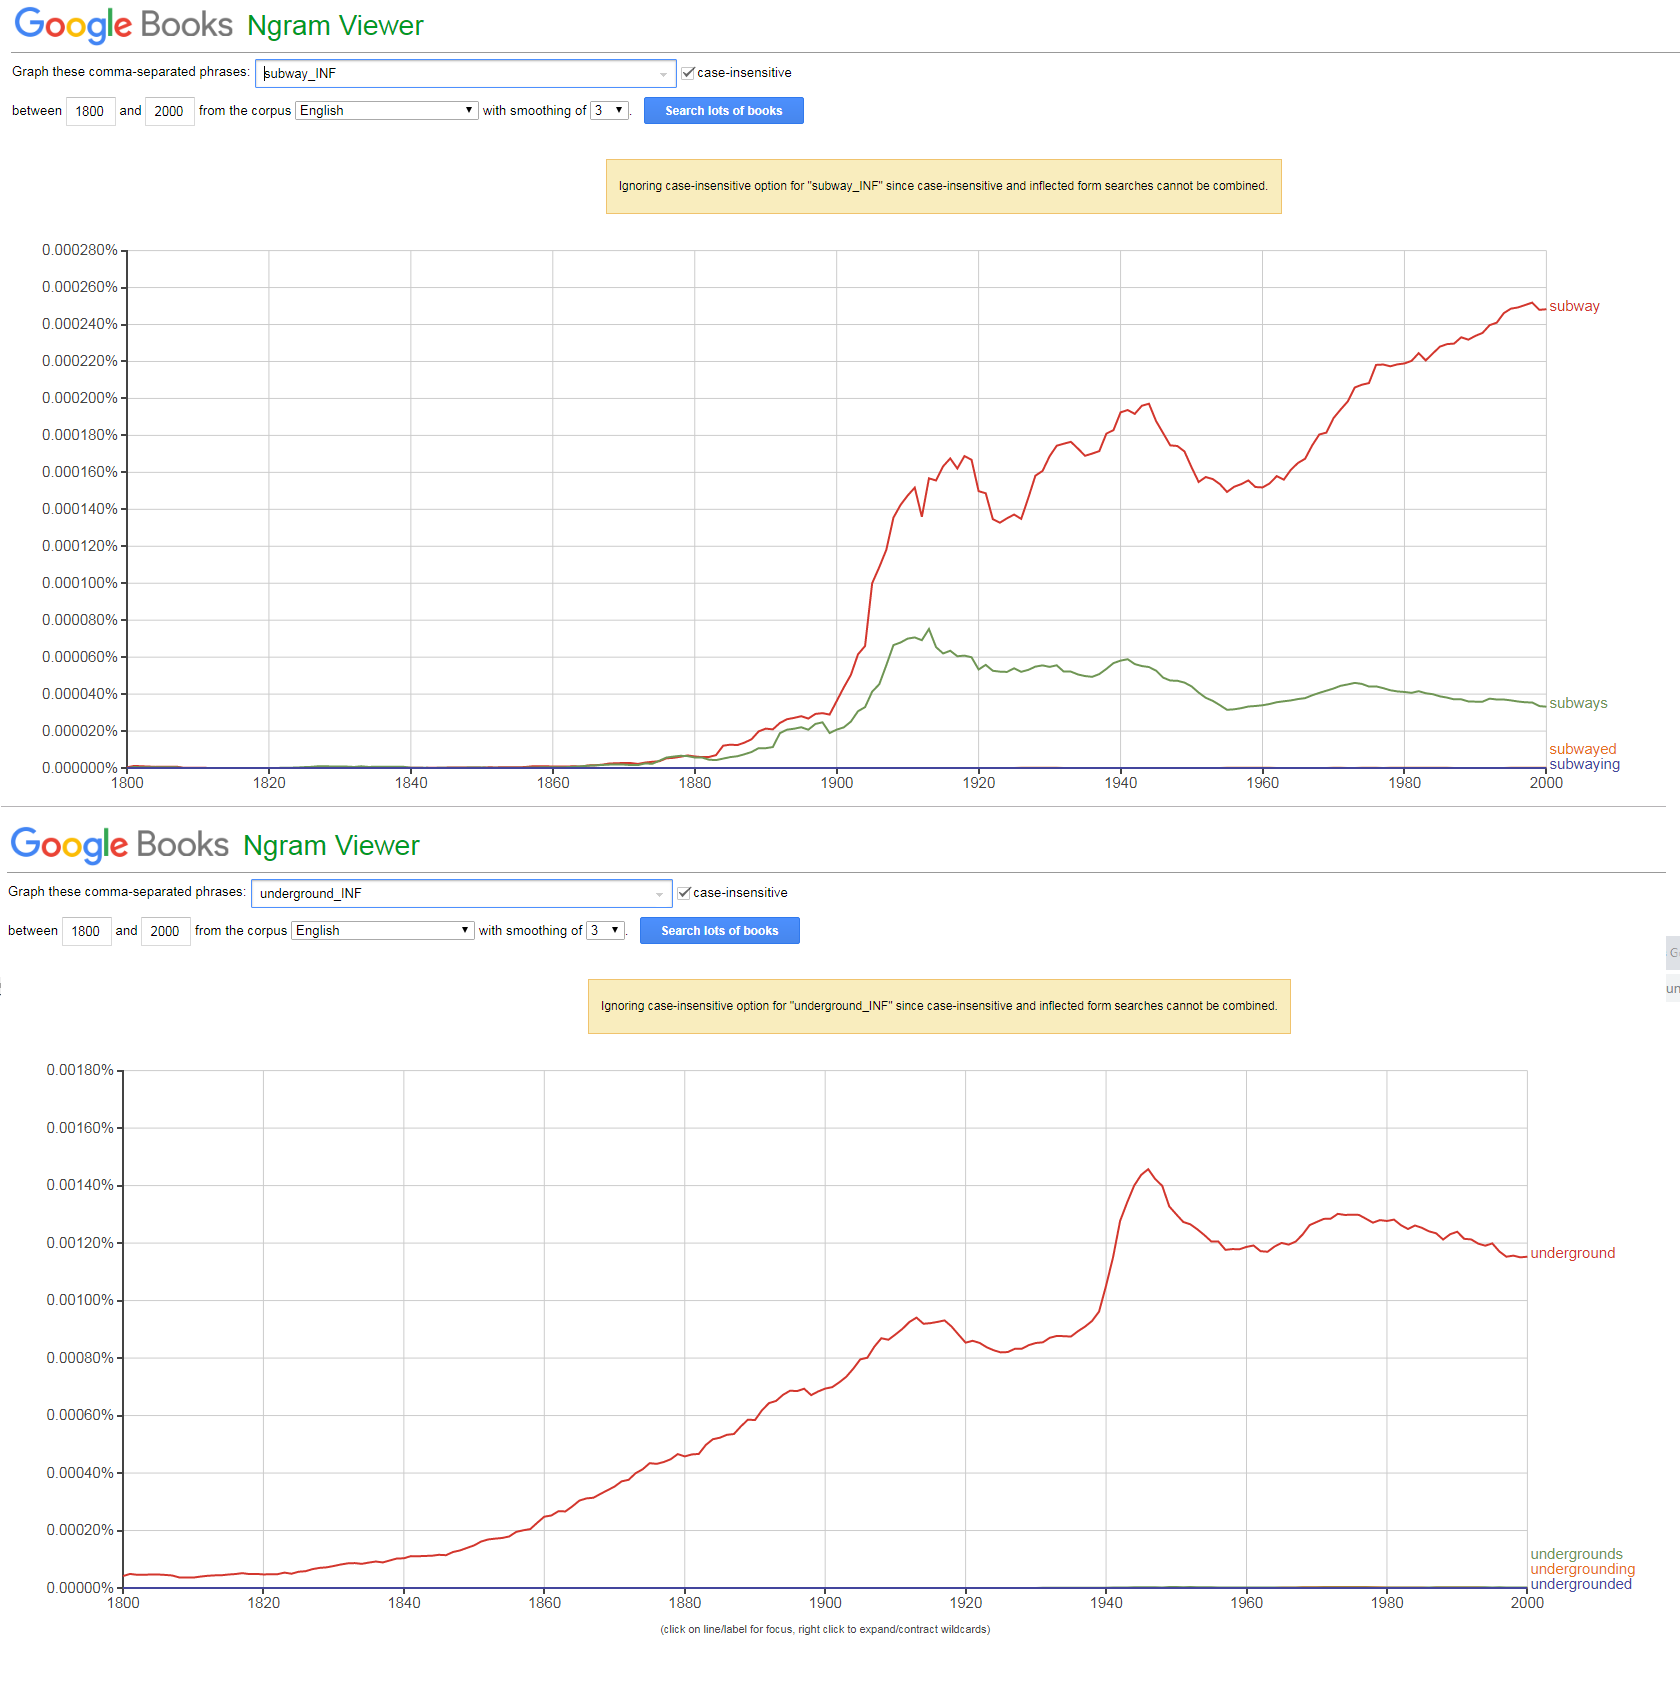 Google Books Ngram Viewer
Graph these comma-separated phrases: subway_INF case-insensitive
between 1800 and 2000 from the corpus English with smoothing of 3. Search lots of books
Ignoring case-insensitive option for "subway_INF" since case-insensitive and inflected form searches cannot be combined.
0.000280%
0.000260%
subway
0.000240%
0.000220%
0.000200%
0.000180%
0.000160%
0.000140%
0.000120%
0.000100%
0.000080%
0.000060%
0.000040%
subways
0.000020%
subwayed
subwaying
0.000000%
1800 1820 1840 1860 1880 1900 1920 1940 1960 1980 2000
Google Books Ngram Viewer
Graph these comma-separated phrases: underground_INF case-insensitive
between 1800 and 2000 from the corpus English with smoothing of 3. Search lots of books
G
un
Ignoring case-insensitive option for "underground_INF" since case-insensitive and inflected form searches cannot be combined.
0.00180%
0.00160%
0.00140%
0.00120%
underground
0.00100%
0.00080%
0.00060%
0.00040%
0.00020%
undergrounds
undergrounding
undergrounded
0.00000%
1800 1820 1840 1860 1880 1900 1920 1940 1960 1980 2000
(click on line/label for focus, right click to expand/contract wildcards)